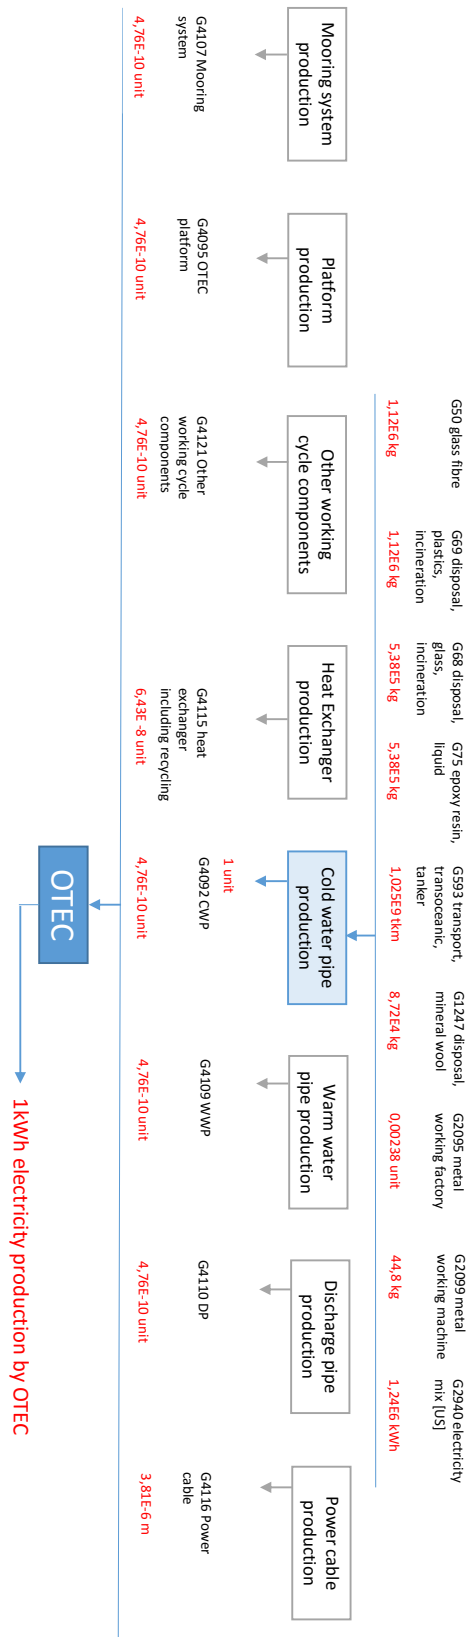 G50 glass fibre
1,12E6 kg
G69 disposal,
plastics,
incineration
1,12E6 kg
G68 disposal,
glass,
incineration
5,38E5 kg
G75 epoxy resin,
liquid
5,38E5 kg
G593 transport,
transoceanic,
tanker
1,025E9 tkm
G1247 disposal,
mineral wool
8,72E4 kg
G2095 metal
working factory
0,00238 unit
G2099 metal
working machine
44,8 kg
G2940 electricity
mix [US]
1,24E6 kWh
Mooring system
production
Platform
production
Other working
cycle components
Heat Exchanger
production
Cold water pipe
production
Warm water
pipe production
Discharge pipe
production
Power cable
production
1 unit
G4107 Mooring
system
4,76E-10 unit
G4095 OTEC
platform
4,76E-10 unit
G4121 Other
working cycle
components
4,76E-10 unit
G4115 heat
exchanger
including recycling
6,43E -8 unit
G4092 CWP
4,76E-10 unit
G4109 WWP
4,76E-10 unit
G4110 DP
4,76E-10 unit
G4116 Power
cable
3,81E-6 m
OTEC
1kWh electricity production by OTEC